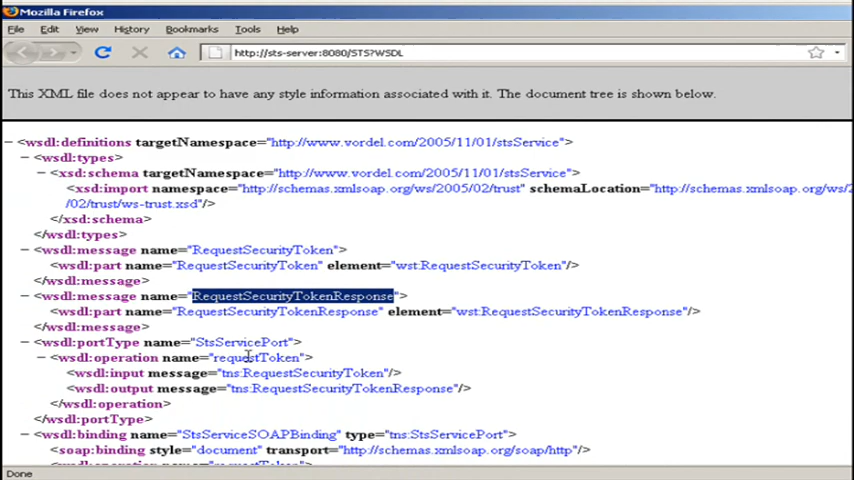 Mozilla Firefox
File Edit View History Bookmarks Tools Help
http://sts-server:8080/STS?WSDL
This XML file does not appear to have any style information associated with it. The document tree is shown below.
− <wsdl:definitions targetNamespace="http://www.vordel.com/2005/11/01/stsService">
− <wsdl:types>
− <xsd:schema targetNamespace="http://www.vordel.com/2005/11/01/stsService">
<xsd:import namespace="http://schemas.xmlsoap.org/ws/2005/02/trust" schemaLocation="http://schemas.xmlsoap.org/ws/2
/02/trust/ws-trust.xsd"/>
</xsd:schema>
</wsdl:types>
− <wsdl:message name="RequestSecurityToken">
<wsdl:part name="RequestSecurityToken" element="wst:RequestSecurityToken"/>
</wsdl:message>
− <wsdl:message name="RequestSecurityTokenResponse">
<wsdl:part name="RequestSecurityTokenResponse" element="wst:RequestSecurityTokenResponse"/>
</wsdl:message>
− <wsdl:portType name="StsServicePort">
− <wsdl:operation name="requestToken">
<wsdl:input message="tns:RequestSecurityToken"/>
<wsdl:output message="tns:RequestSecurityTokenResponse"/>
</wsdl:operation>
</wsdl:portType>
− <wsdl:binding name="StsServiceSOAPBinding" type="tns:StsServicePort">
<soap:binding style="document" transport="http://schemas.xmlsoap.org/soap/http"/>
− <wsdl:operation name="requestToken">
Done